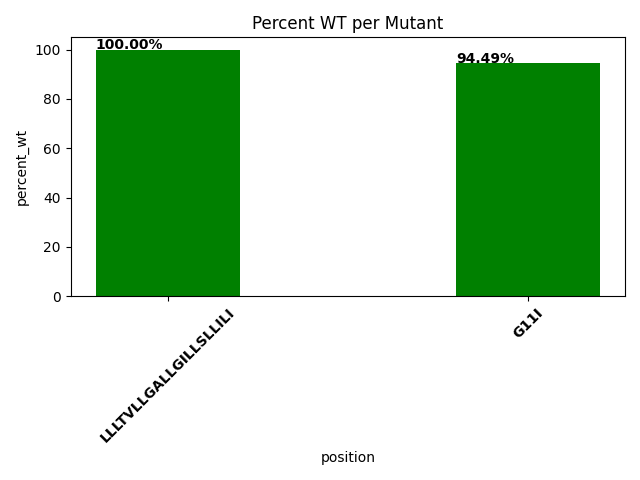 Percent WT per Mutant
100.00%
94.49%
100
80
60
40
20
0
percent_wt
LLLTVLLGALLGILLSLLILI
G11I
position